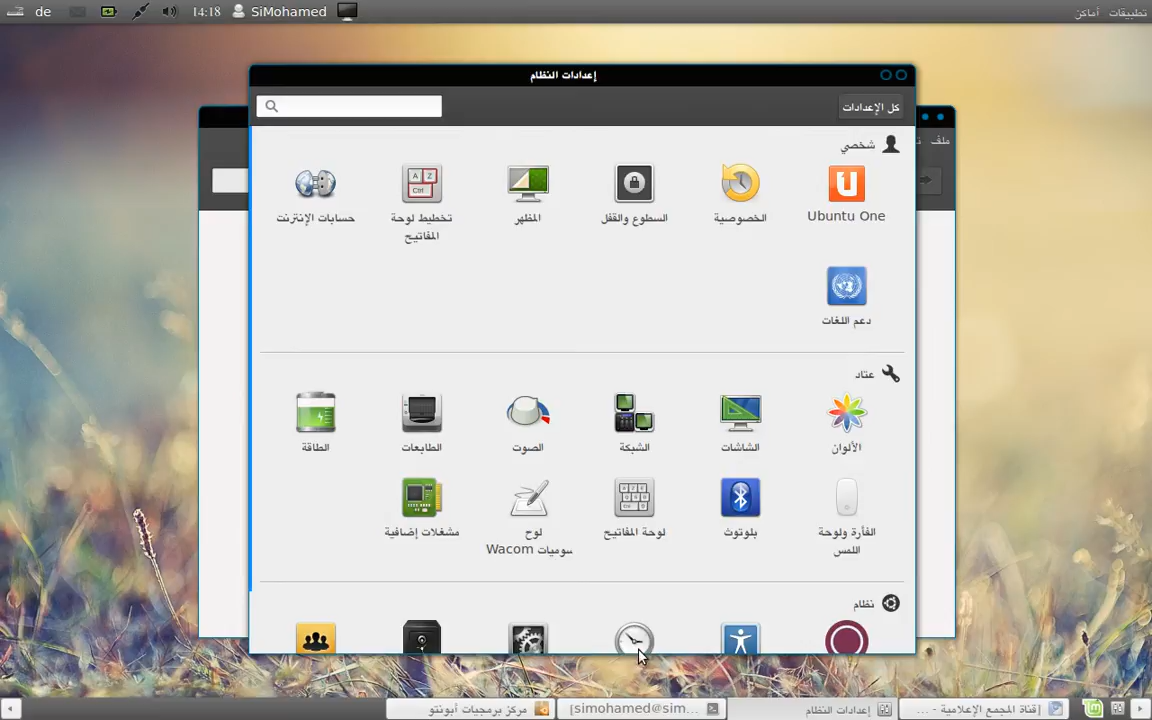 تطبيقات أماكن
de
14:18
SiMohamed
إعدادات النظام
كل الإعدادات
ملف
شخصي
Ubuntu One
الخصوصية
السطوع والقفل
المظهر
تخطيط لوحة
المفاتيح
حسابات الإنترنت
دعم اللغات
عتاد
الألوان
الشاشات
الشبكة
الصوت
الطابعات
الطاقة
الفأرة ولوحة
اللمس
بلوتوث
لوحة المفاتيح
لوح
سوميات Wacom
مشغلات إضافية
نظام
[قناة المجمع الإعلامية - ...
إعدادات النظام
[simohamed@sim...
مركز برمجيات أبونتو